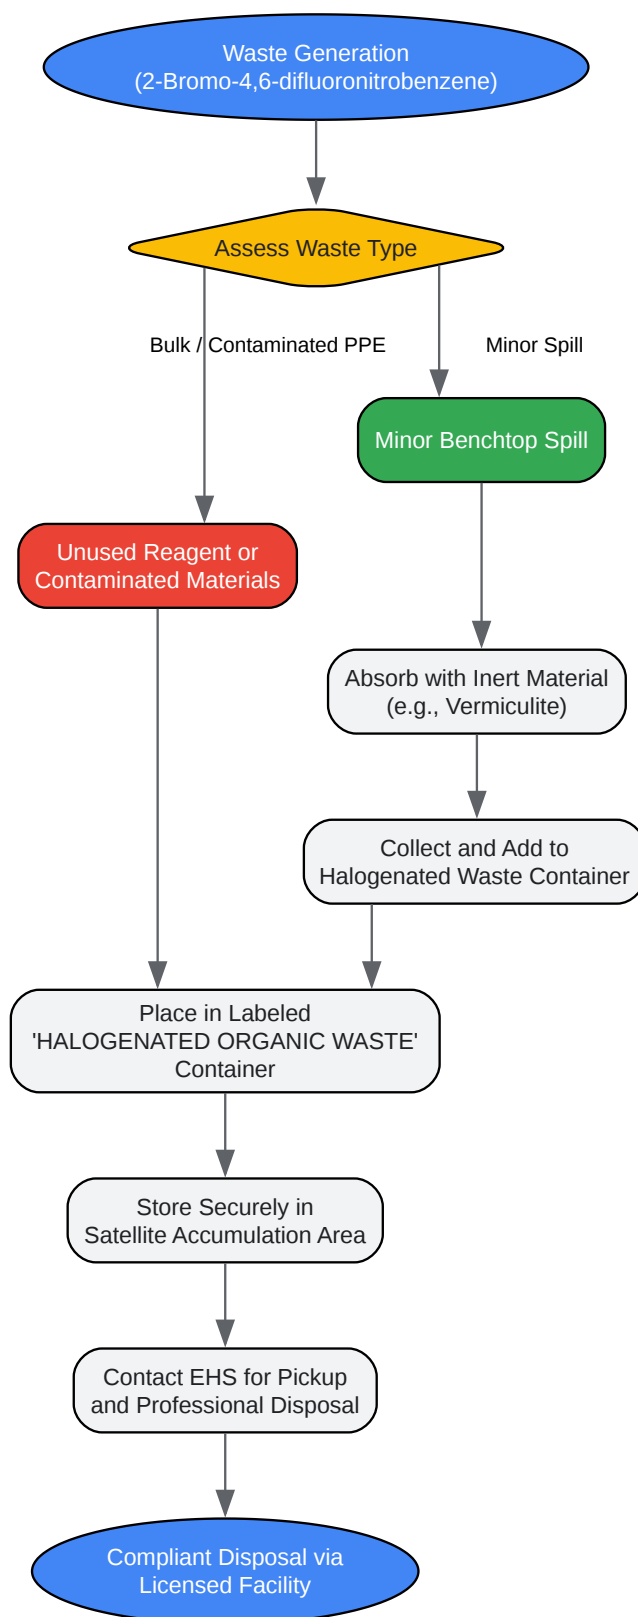 Waste Generation
(2-Bromo-4,6-difluoronitrobenzene)
Assess Waste Type
Bulk / Contaminated PPE
Minor Spill
Minor Benchtop Spill
Unused Reagent or
Contaminated Materials
Absorb with Inert Material
(e.g., Vermiculite)
Collect and Add to
Halogenated Waste Container
Place in Labeled
'HALOGENATED ORGANIC WASTE'
Container
Store Securely in
Satellite Accumulation Area
Contact EHS for Pickup
and Professional Disposal
Compliant Disposal via
Licensed Facility